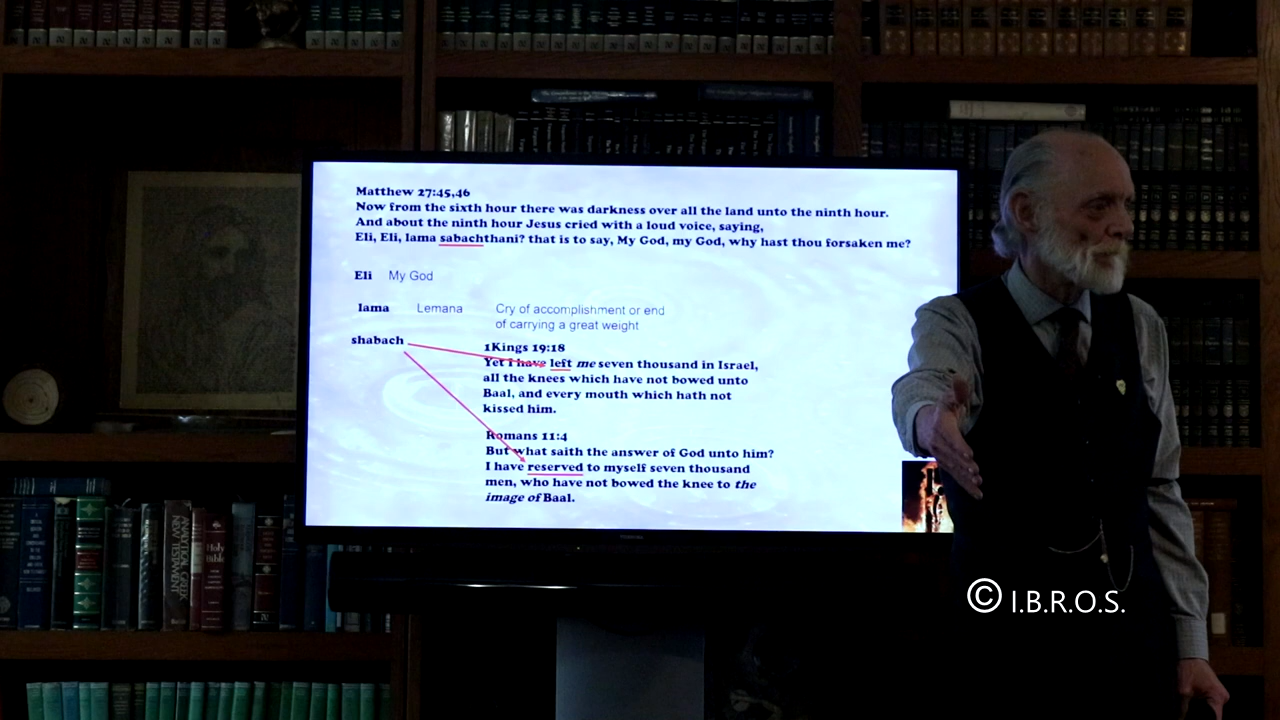 Matthew 27:45,46
Now from the sixth hour there was darkness over all the land unto the ninth hour.
And about the ninth hour Jesus cried with a loud voice, saying,
Eli, Eli, lama sabachthani? that is to say, My God, my God, why hast thou forsaken me?
Eli My God
lama Lemana Cry of accomplishment or end
of carrying a great weight
shabach
1Kings 19:18
Yet I have left me seven thousand in Israel,
all the knees which have not bowed unto
Baal, and every mouth which hath not
kissed him.
Romans 11:4
But what saith the answer of God unto him?
I have reserved to myself seven thousand
men, who have not bowed the knee to the
image of Baal.
NEW TESTAMENT
Holy Bible
© I.B.R.O.S.